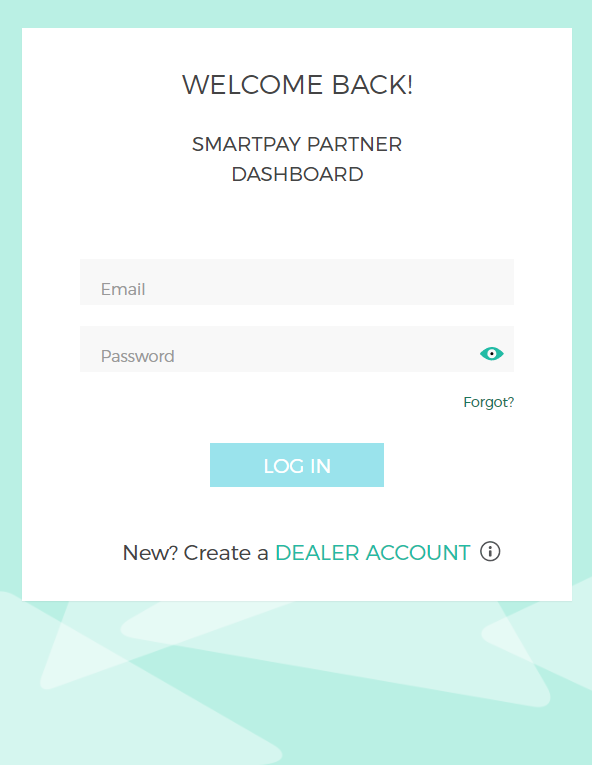 WELCOME BACK!
SMARTPAY PARTNER
DASHBOARD
Email
Password
Forgot?
LOG IN
New? Create a DEALER ACCOUNT